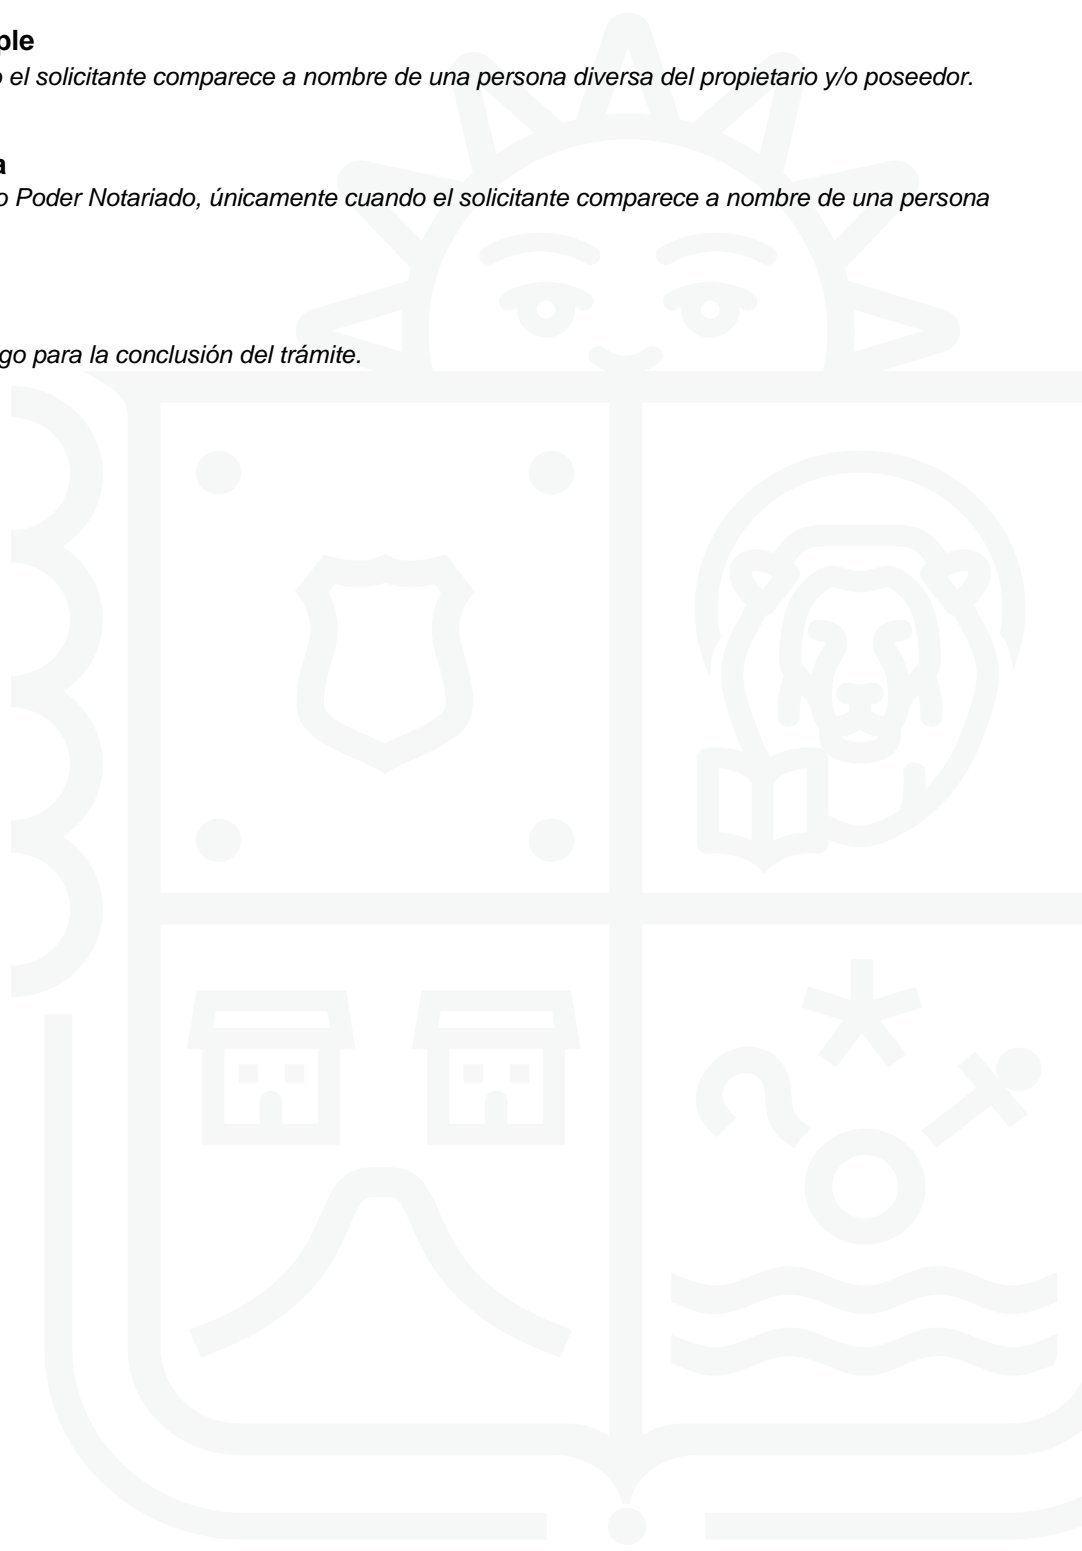 ple
o el solicitante comparece a nombre de una persona diversa del propietario y/o poseedor.
a
o Poder Notariado, únicamente cuando el solicitante comparece a nombre de una persona
go para la conclusión del trámite.